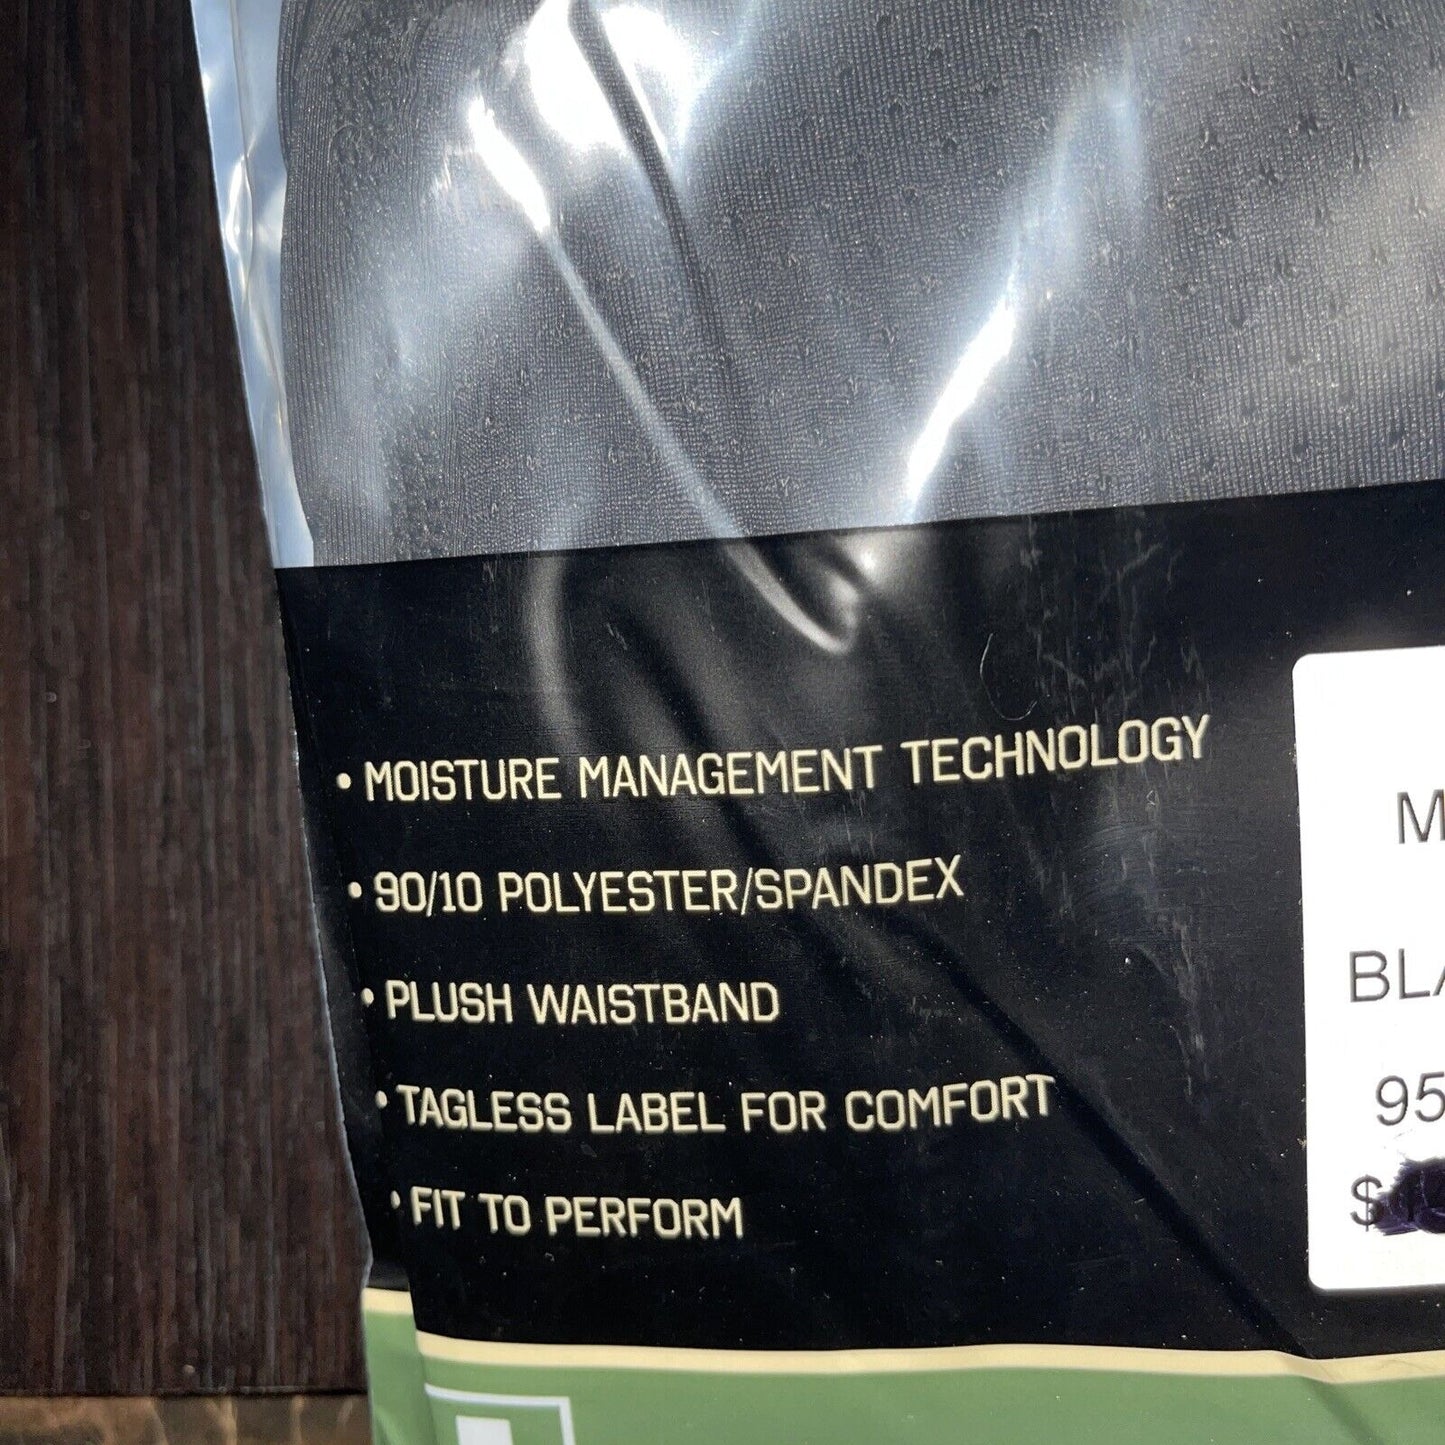 • MOISTURE MANAGEMENT TECHNOLOGY
• 90/10 POLYESTER/SPANDEX
• PLUSH WAISTBAND
• TAGLESS LABEL FOR COMFORT
• FIT TO PERFORM
M
BLA
95
$